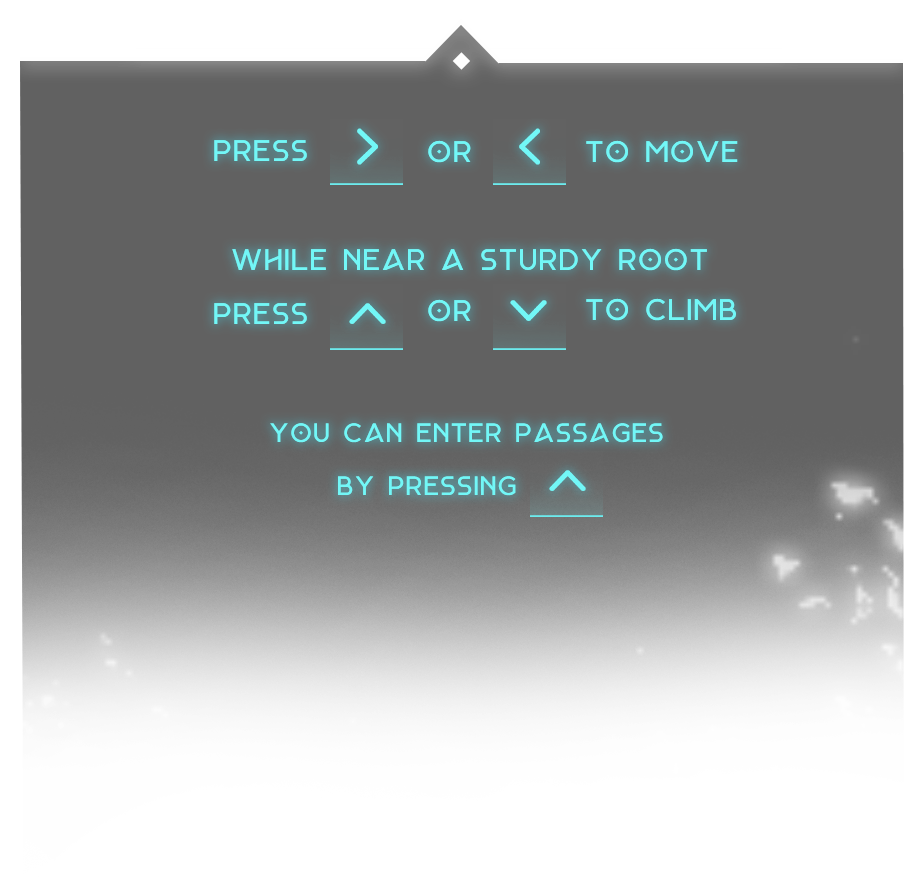 PRESS > OR < TO MOVE
WHILE NEAR A STURDY ROOT
PRESS ^ OR ⌄ TO CLIMB
YOU CAN ENTER PASSAGES
BY PRESSING ^